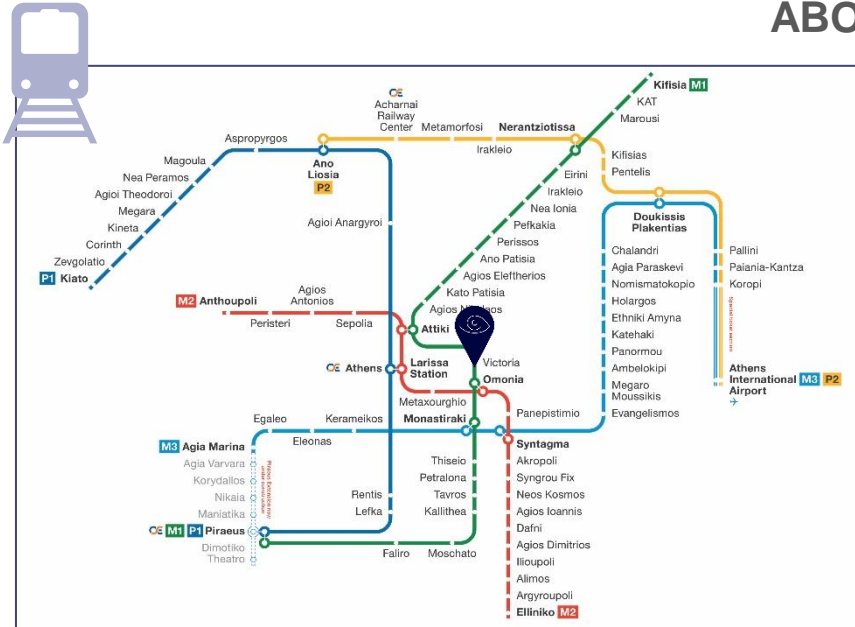 ABO
Kifisia M1
KAT
Marousi
Acharnai
Railway
Center
Metamorfosi
Nerantziotissa
Irakleio
Aspropyrgos
Ano
Liosia
P2
Magoula
Nea Peramos
Agioi Theodoroi
Megara
Kineta
Corinth
Zevgolatio
P1 Kiato
Kifisias
Pentelis
Eirini
Irakleio
Nea Ionia
Pefkakia
Perissos
Ano Patisia
Agios Eleftherios
Kato Patisia
Doukissis
Plakentias
Agioi Anargyroi
Chalandri
Agia Paraskevi
Nomismatokopio
Holargos
Ethniki Amyna
Katehaki
Panormou
Ambelokipi
Megaro
Moussikis
Evangelismos
Pallini
Paiania-Kantza
Koropi
Athens
International M3 P2
Airport
M2 Anthoupoli
Agios
Antonios
Peristeri
Sepolia
Attiki
Victoria
Athens
Larissa
Station
Omonia
Metaxourghio
Panepistimio
Egaleo
Kerameikos
Monastiraki
Eleonas
Syntagma
M3 Agia Marina
Agia Varvara
Korydallos
Nikaia
Maniatika
M1 P1 Piraeus
Dimotiko
Theatro
Rentis
Lefka
Thiseio
Petralona
Tavros
Kallithea
Faliro
Moschato
Akropoli
Syngrou Fix
Neos Kosmos
Agios Ioannis
Dafni
Agios Dimitrios
Ilioupoli
Alimos
Argyroupoli
Elliniko M2